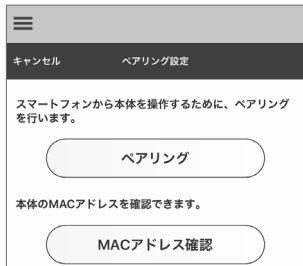 キャンセル ペアリング設定
スマートフォンから本体を操作するために、ペアリング
を行います。
ペアリング
本体のMACアドレスを確認できます。
MACアドレス確認